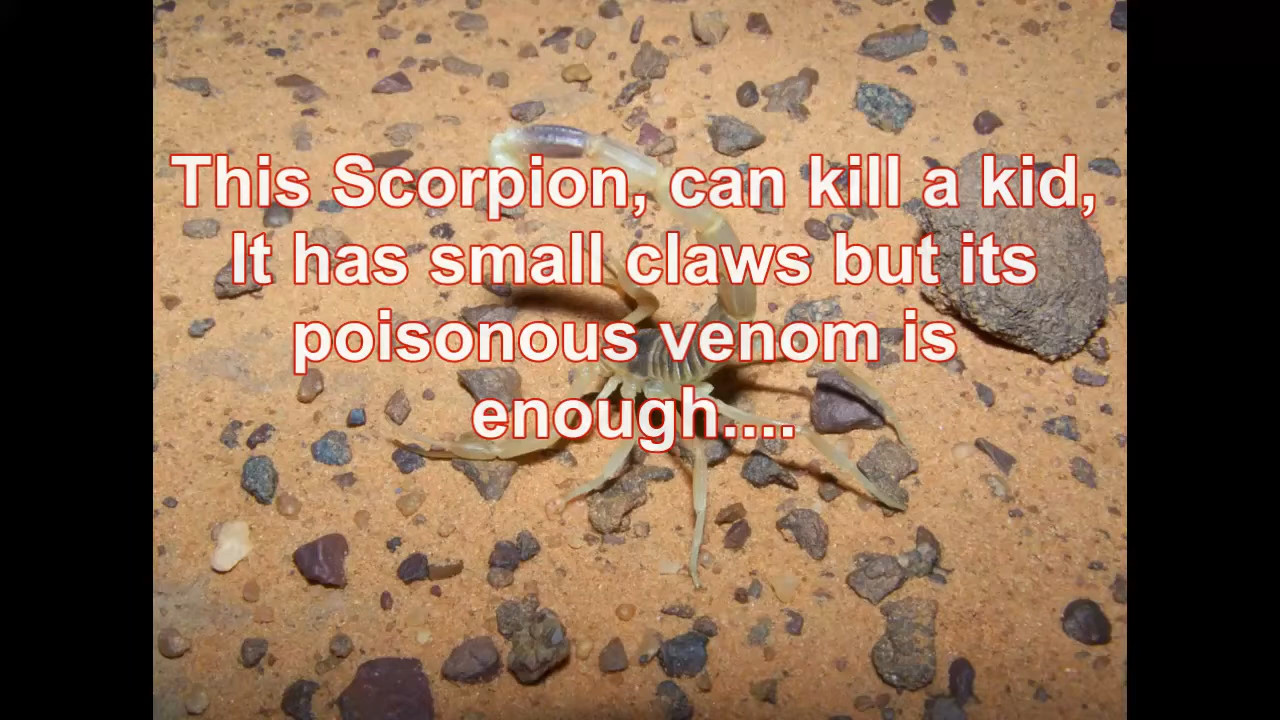 This Scorpion, can kill a kid,
It has small claws but its
poisonous venom is
enough....